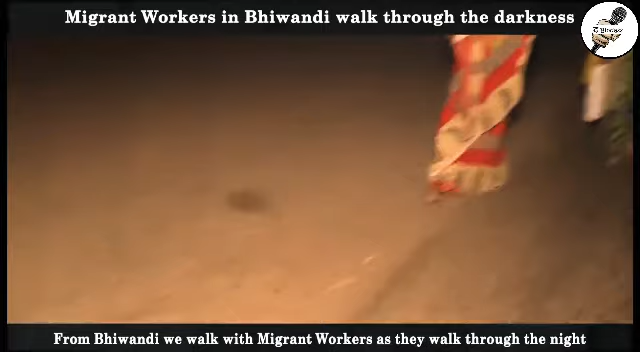 Migrant Workers in Bhiwandi walk through the darkness
From Bhiwandi we walk with Migrant Workers as they walk through the night